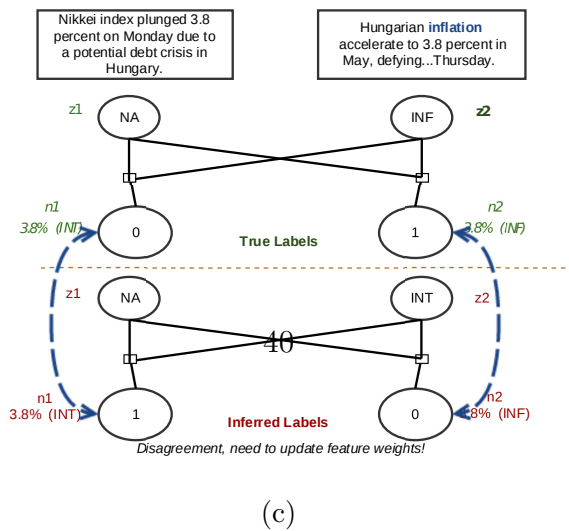 Nikkei index plunged 3.8
percent on Monday due to
a potential debt crisis in
Hungary.
Hungarian inflation
accelerate to 3.8 percent in
May, defying...Thursday.
z1
NA
INF
z2
n1
3.8% (INT)
0
True Labels
1
n2
3.8% (INF)
z1
NA
INT
z2
40
n1
3.8% (INT)
1
Inferred Labels
0
n2
3.8% (INF)
Disagreement, need to update feature weights!
(c)